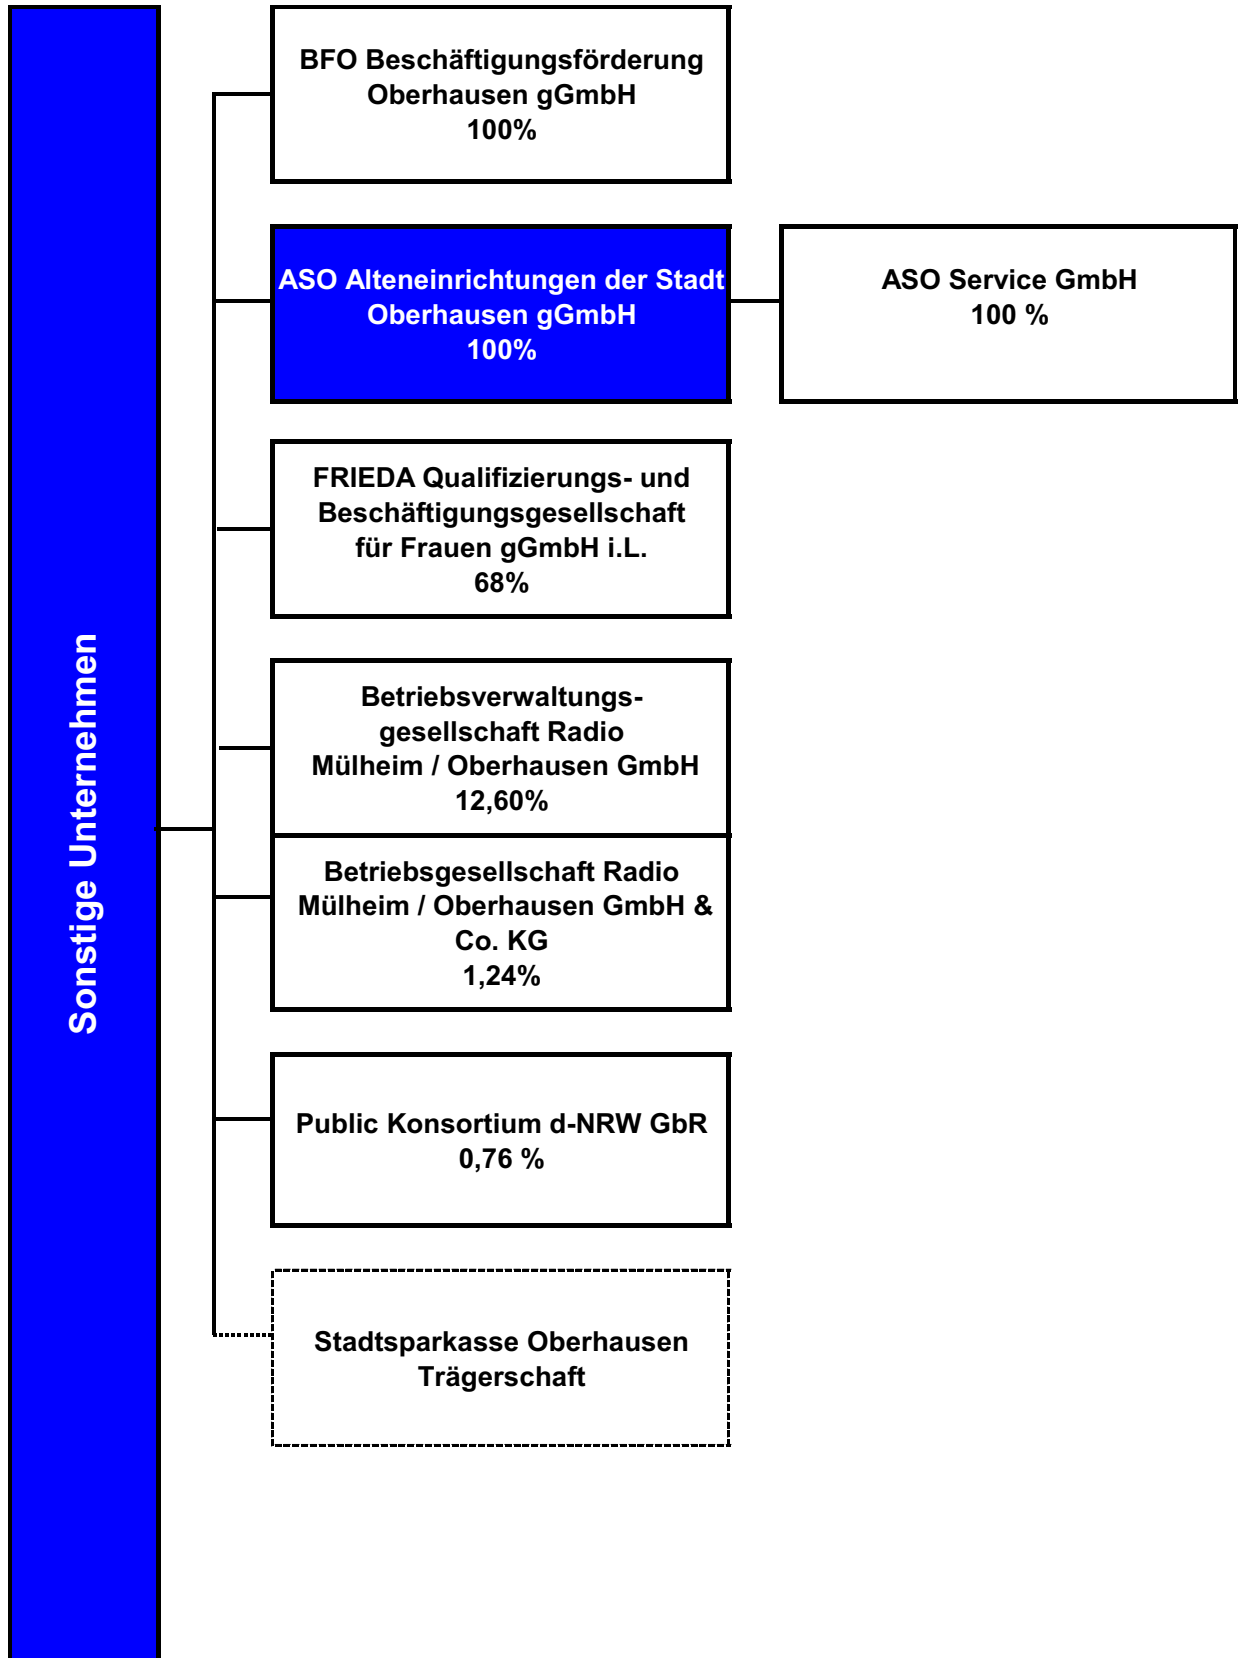 Sonstige Unternehmen
BFO Beschäftigungsförderung
Oberhausen gGmbH
100%
ASO Alteneinrichtungen der Stadt
Oberhausen gGmbH
100%
ASO Service GmbH
100 %
FRIEDA Qualifizierungs- und
Beschäftigungsgesellschaft
für Frauen gGmbH i.L.
68%
Betriebsverwaltungs-
gesellschaft Radio
Mülheim / Oberhausen GmbH
12,60%
Betriebsgesellschaft Radio
Mülheim / Oberhausen GmbH &
Co. KG
1,24%
Public Konsortium d-NRW GbR
0,76 %
Stadtsparkasse Oberhausen
Trägerschaft